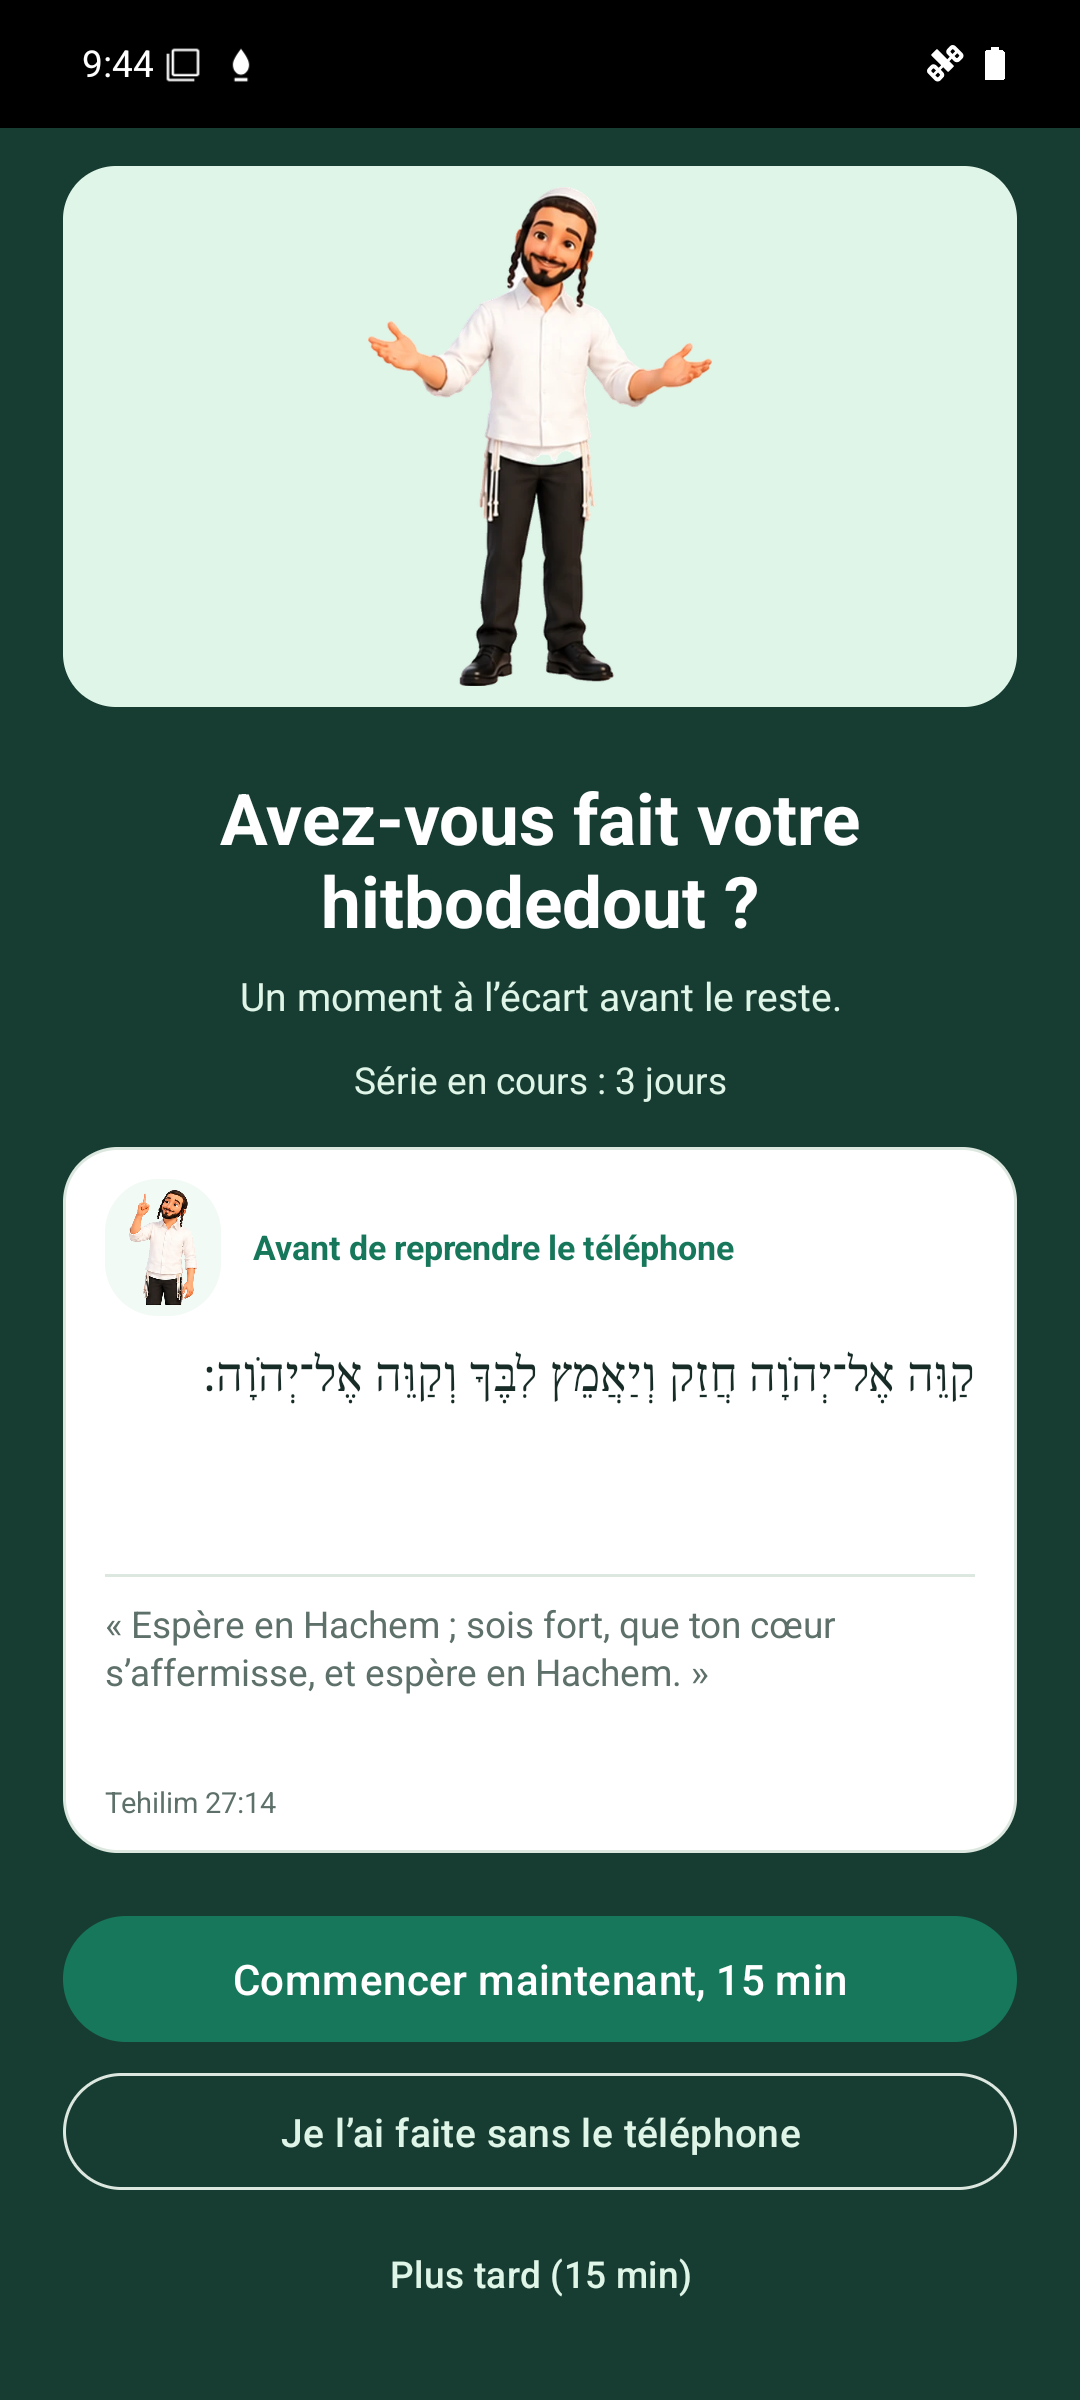 9:44
Avez-vous fait votre
hitbodedout ?
Un moment à l’écart avant le reste.
Série en cours : 3 jours
Avant de reprendre le téléphone
קַוֵּה אֶל־יְהֹוָה חֲזַק וְיַאֲמֵץ לִבֶּךָ וְקַוֵּה אֶל־יְהֹוָה׃
« Espère en Hachem ; sois fort, que ton cœur
s’affermisse, et espère en Hachem. »
Tehilim 27:14
Commencer maintenant, 15 min
Je l’ai faite sans le téléphone
Plus tard (15 min)